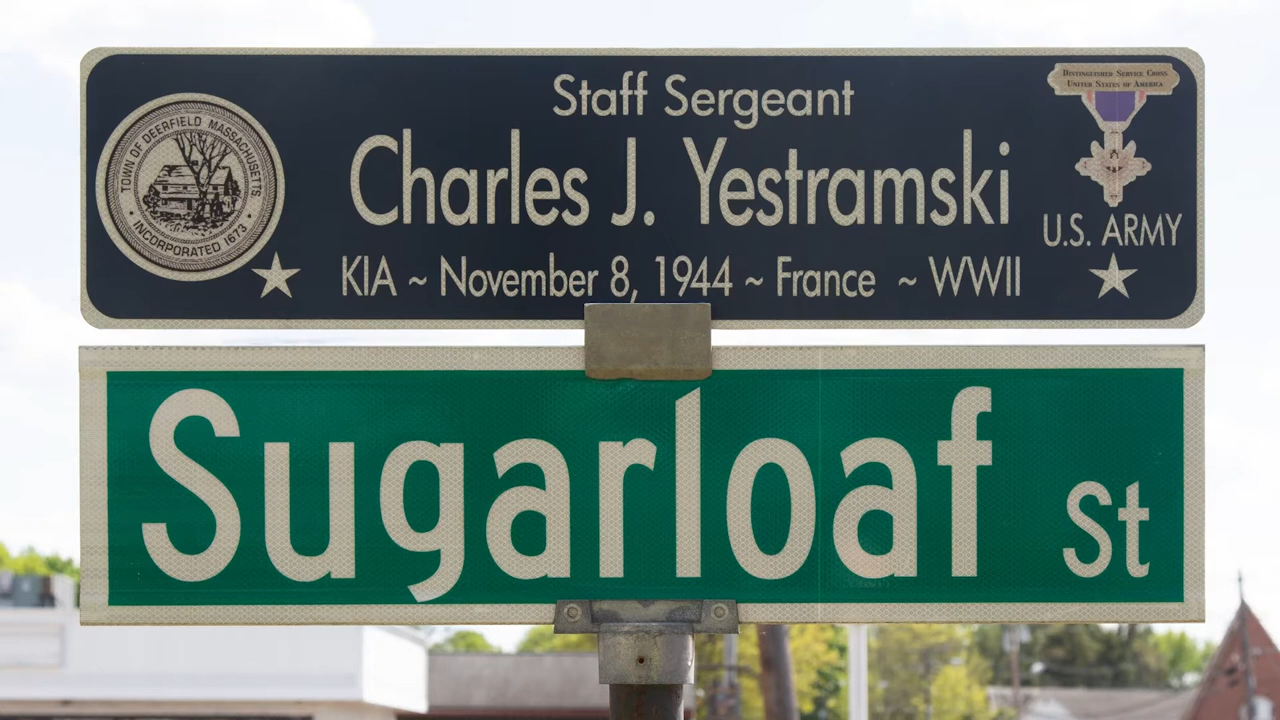 TOWN OF DEERFIELD MASSACHUSETTS
INCORPORATED 1673
Staff Sergeant
Charles J. Yestramski
KIA ~ November 8, 1944 ~ France ~ WWII
DISTINGUISHED SERVICE CROSS
UNITED STATES OF AMERICA
U.S. ARMY
Sugarloaf St